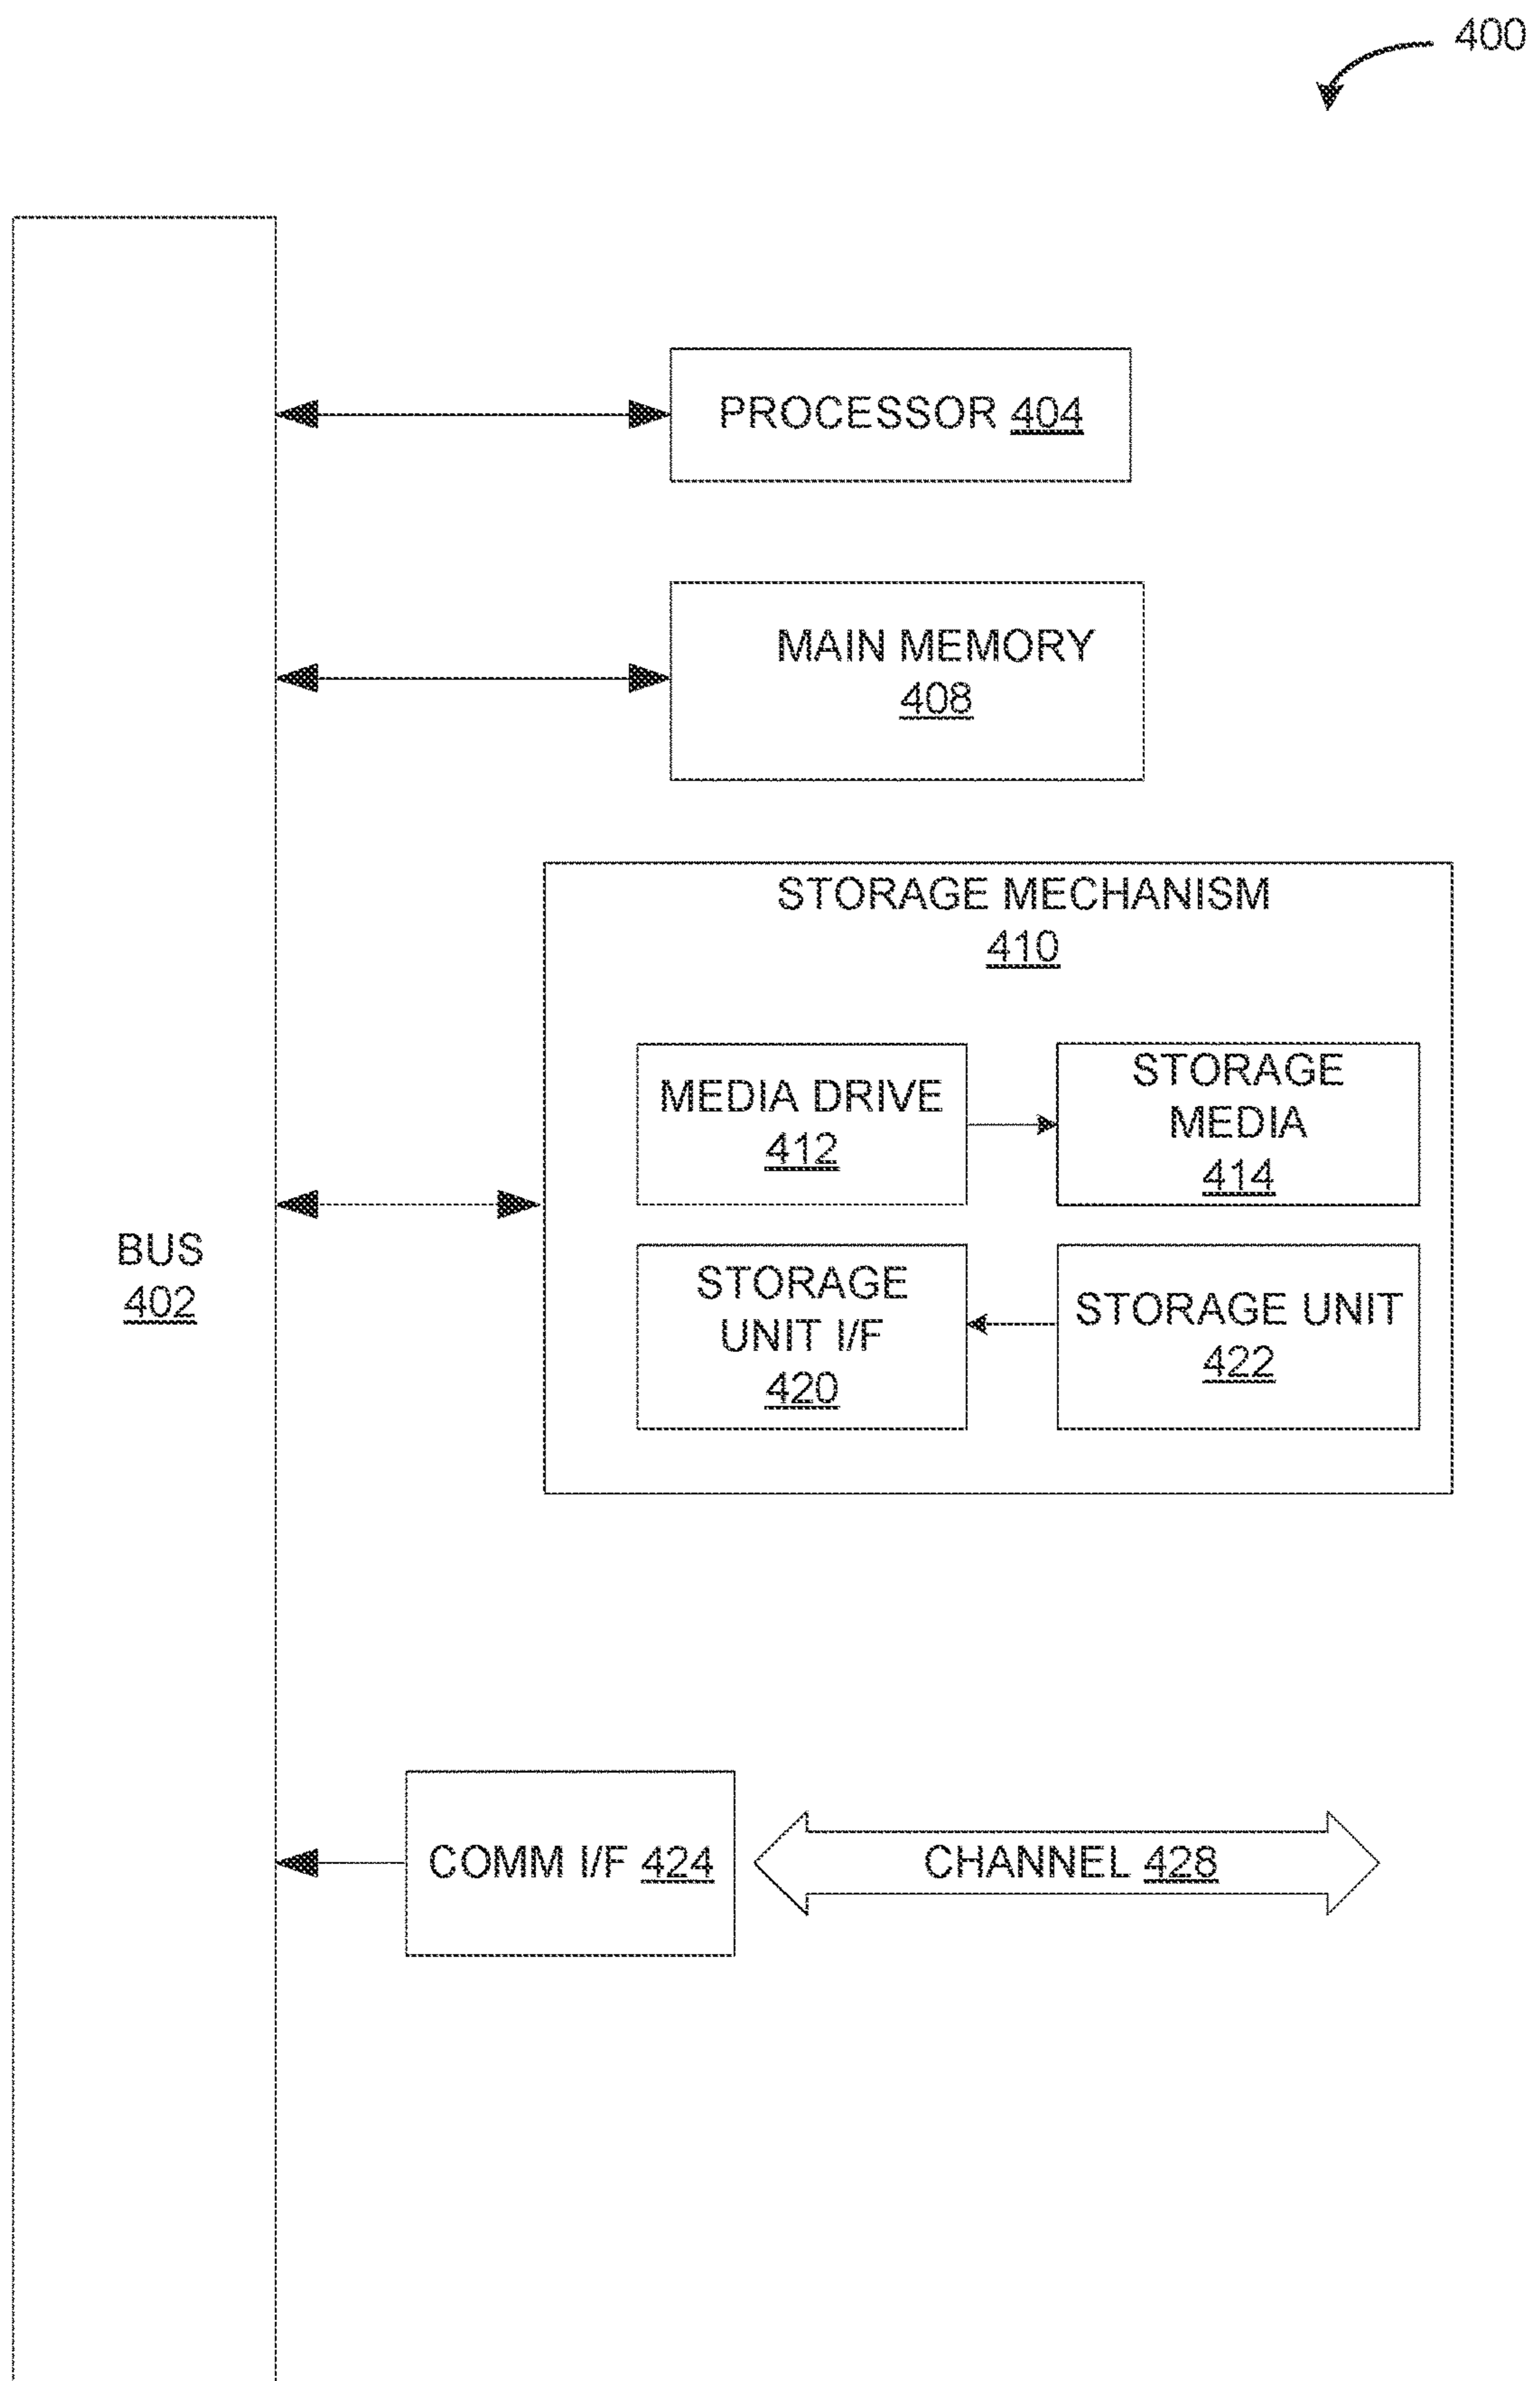 400
PROCESSOR 404
MAIN MEMORY
408
STORAGE MECHANISM
410
MEDIA DRIVE
412
STORAGE
MEDIA
414
BUS
402
STORAGE
UNIT I/F
420
STORAGE UNIT
422
COMM I/F 424
CHANNEL 428